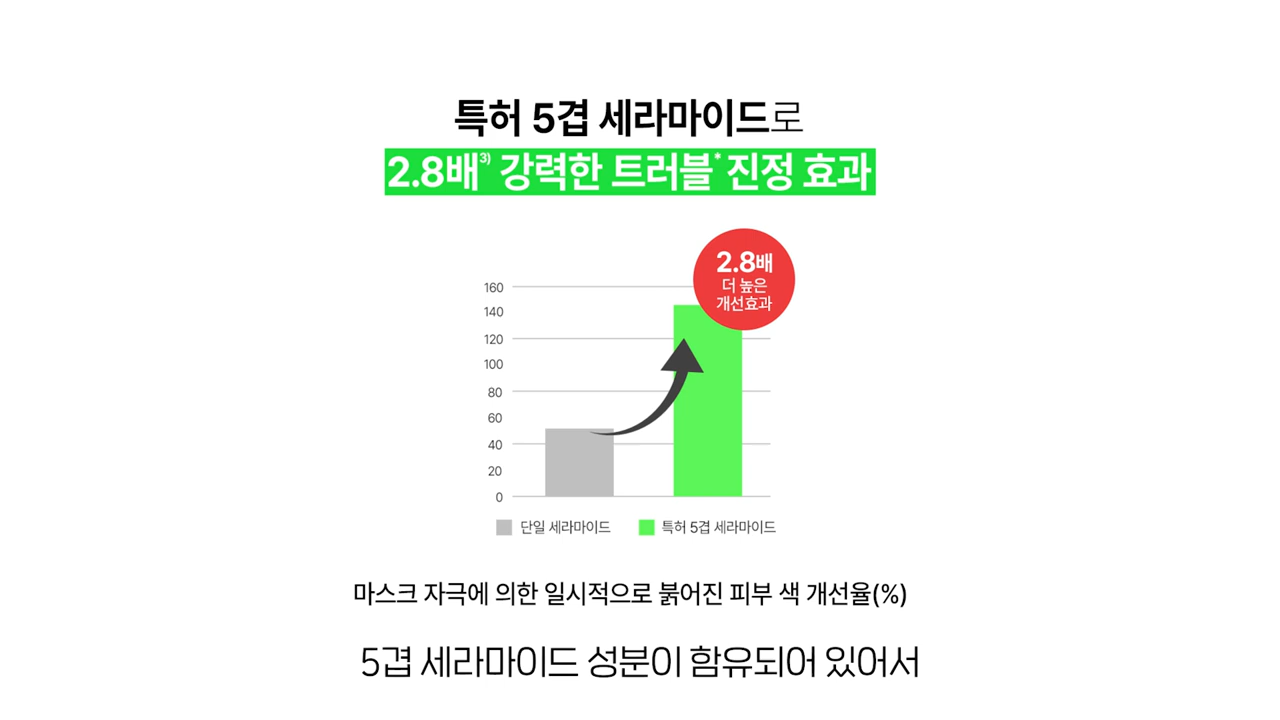 특허 5겹 세라마이드로
2.8배3) 강력한 트러블* 진정 효과
2.8배
더 높은
개선효과
160
140
120
100
80
60
40
20
0
단일 세라마이드
특허 5겹 세라마이드
마스크 자극에 의한 일시적으로 붉어진 피부 색 개선율(%)
5겹 세라마이드 성분이 함유되어 있어서